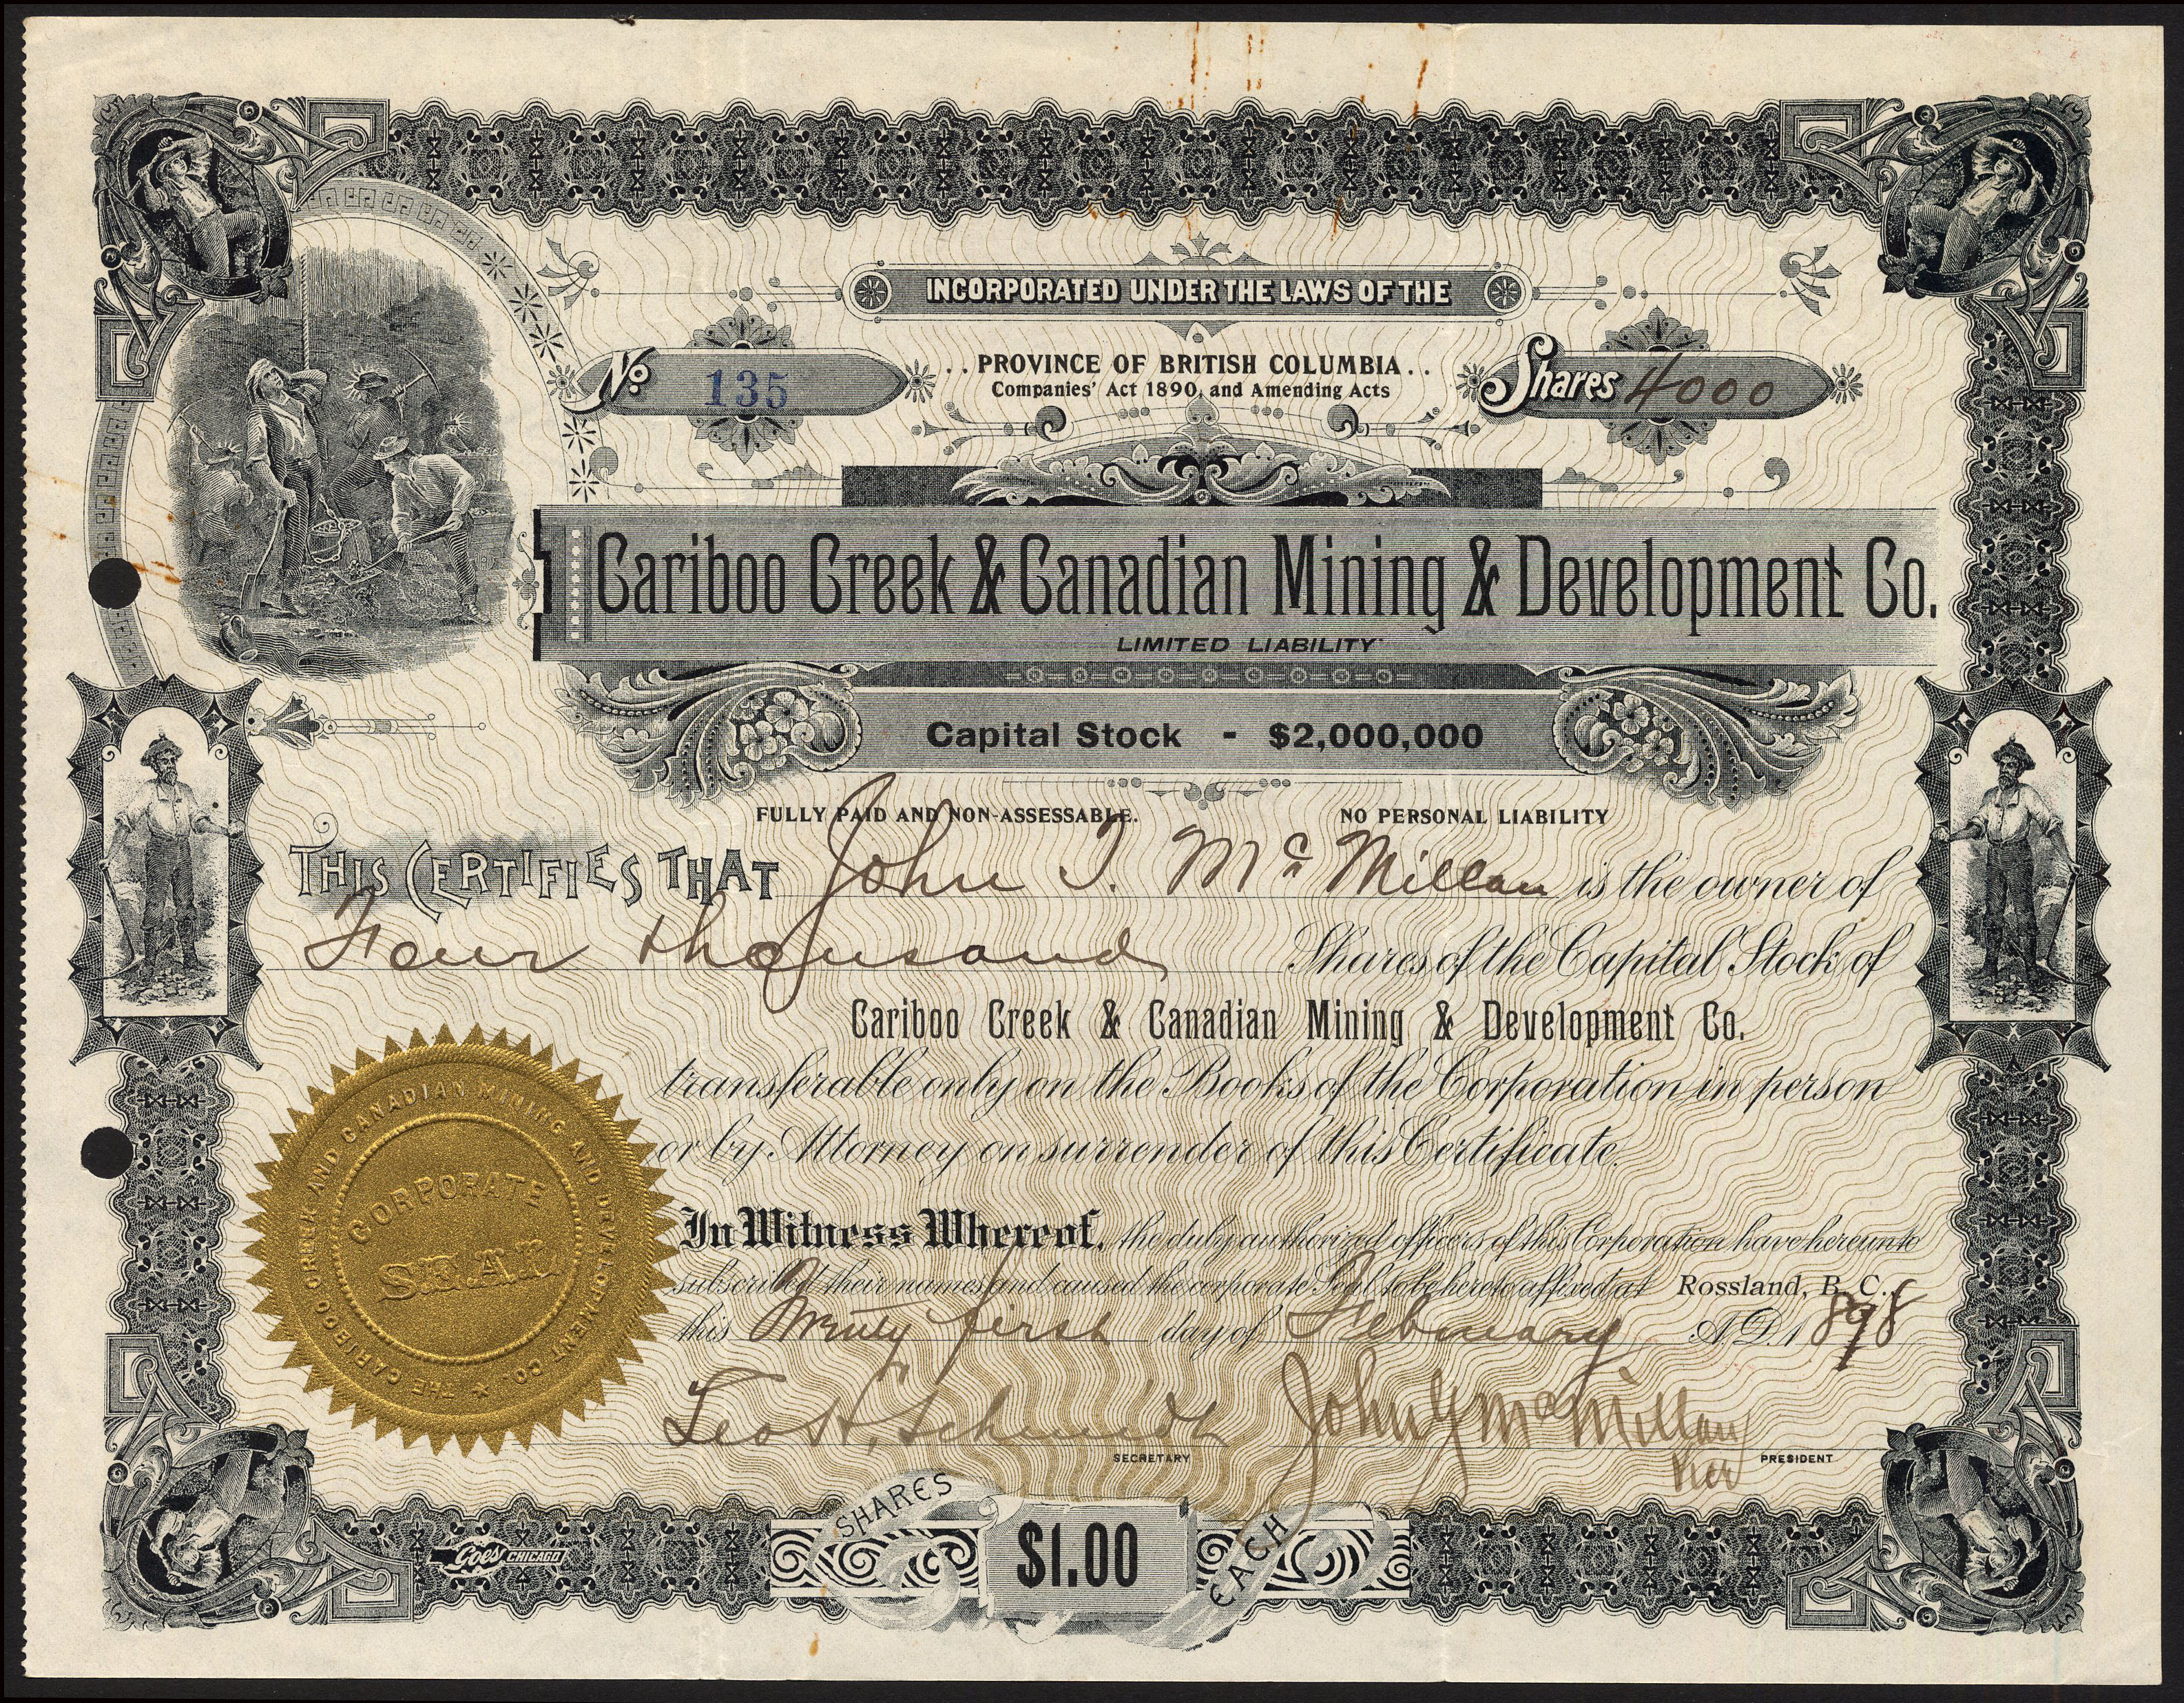 INCORPORATED UNDER THE LAWS OF THE
No 135
. . PROVINCE OF BRITISH COLUMBIA . .
Companies' Act 1890, and Amending Acts
Shares 4000
Cariboo Creek & Canadian Mining & Development Co.
LIMITED LIABILITY
Capital Stock - $2,000,000
FULLY PAID AND NON-ASSESSABLE. NO PERSONAL LIABILITY
THIS CERTIFIES THAT John Y. Mc Millan is the owner of
Four thousand Shares of the Capital Stock of
Cariboo Creek & Canadian Mining & Development Co.
transferable only on the Books of the Corporation in person
or by Attorney on surrender of this Certificate.
In Witness Whereof, the duly authorized officers of this Corporation have hereunto
subscribed their names and caused the corporate Seal to be hereto affixed at Rossland, B. C.,
this Twenty first day of February A.D. 1898
Leo H. Schmidt John Y McMillan
SECRETARY PRESIDENT
THE CARIBOO CREEK AND CANADIAN MINING AND DEVELOPMENT CO.
CORPORATE
SEAL
SHARES $1.00 EACH
Goes CHICAGO